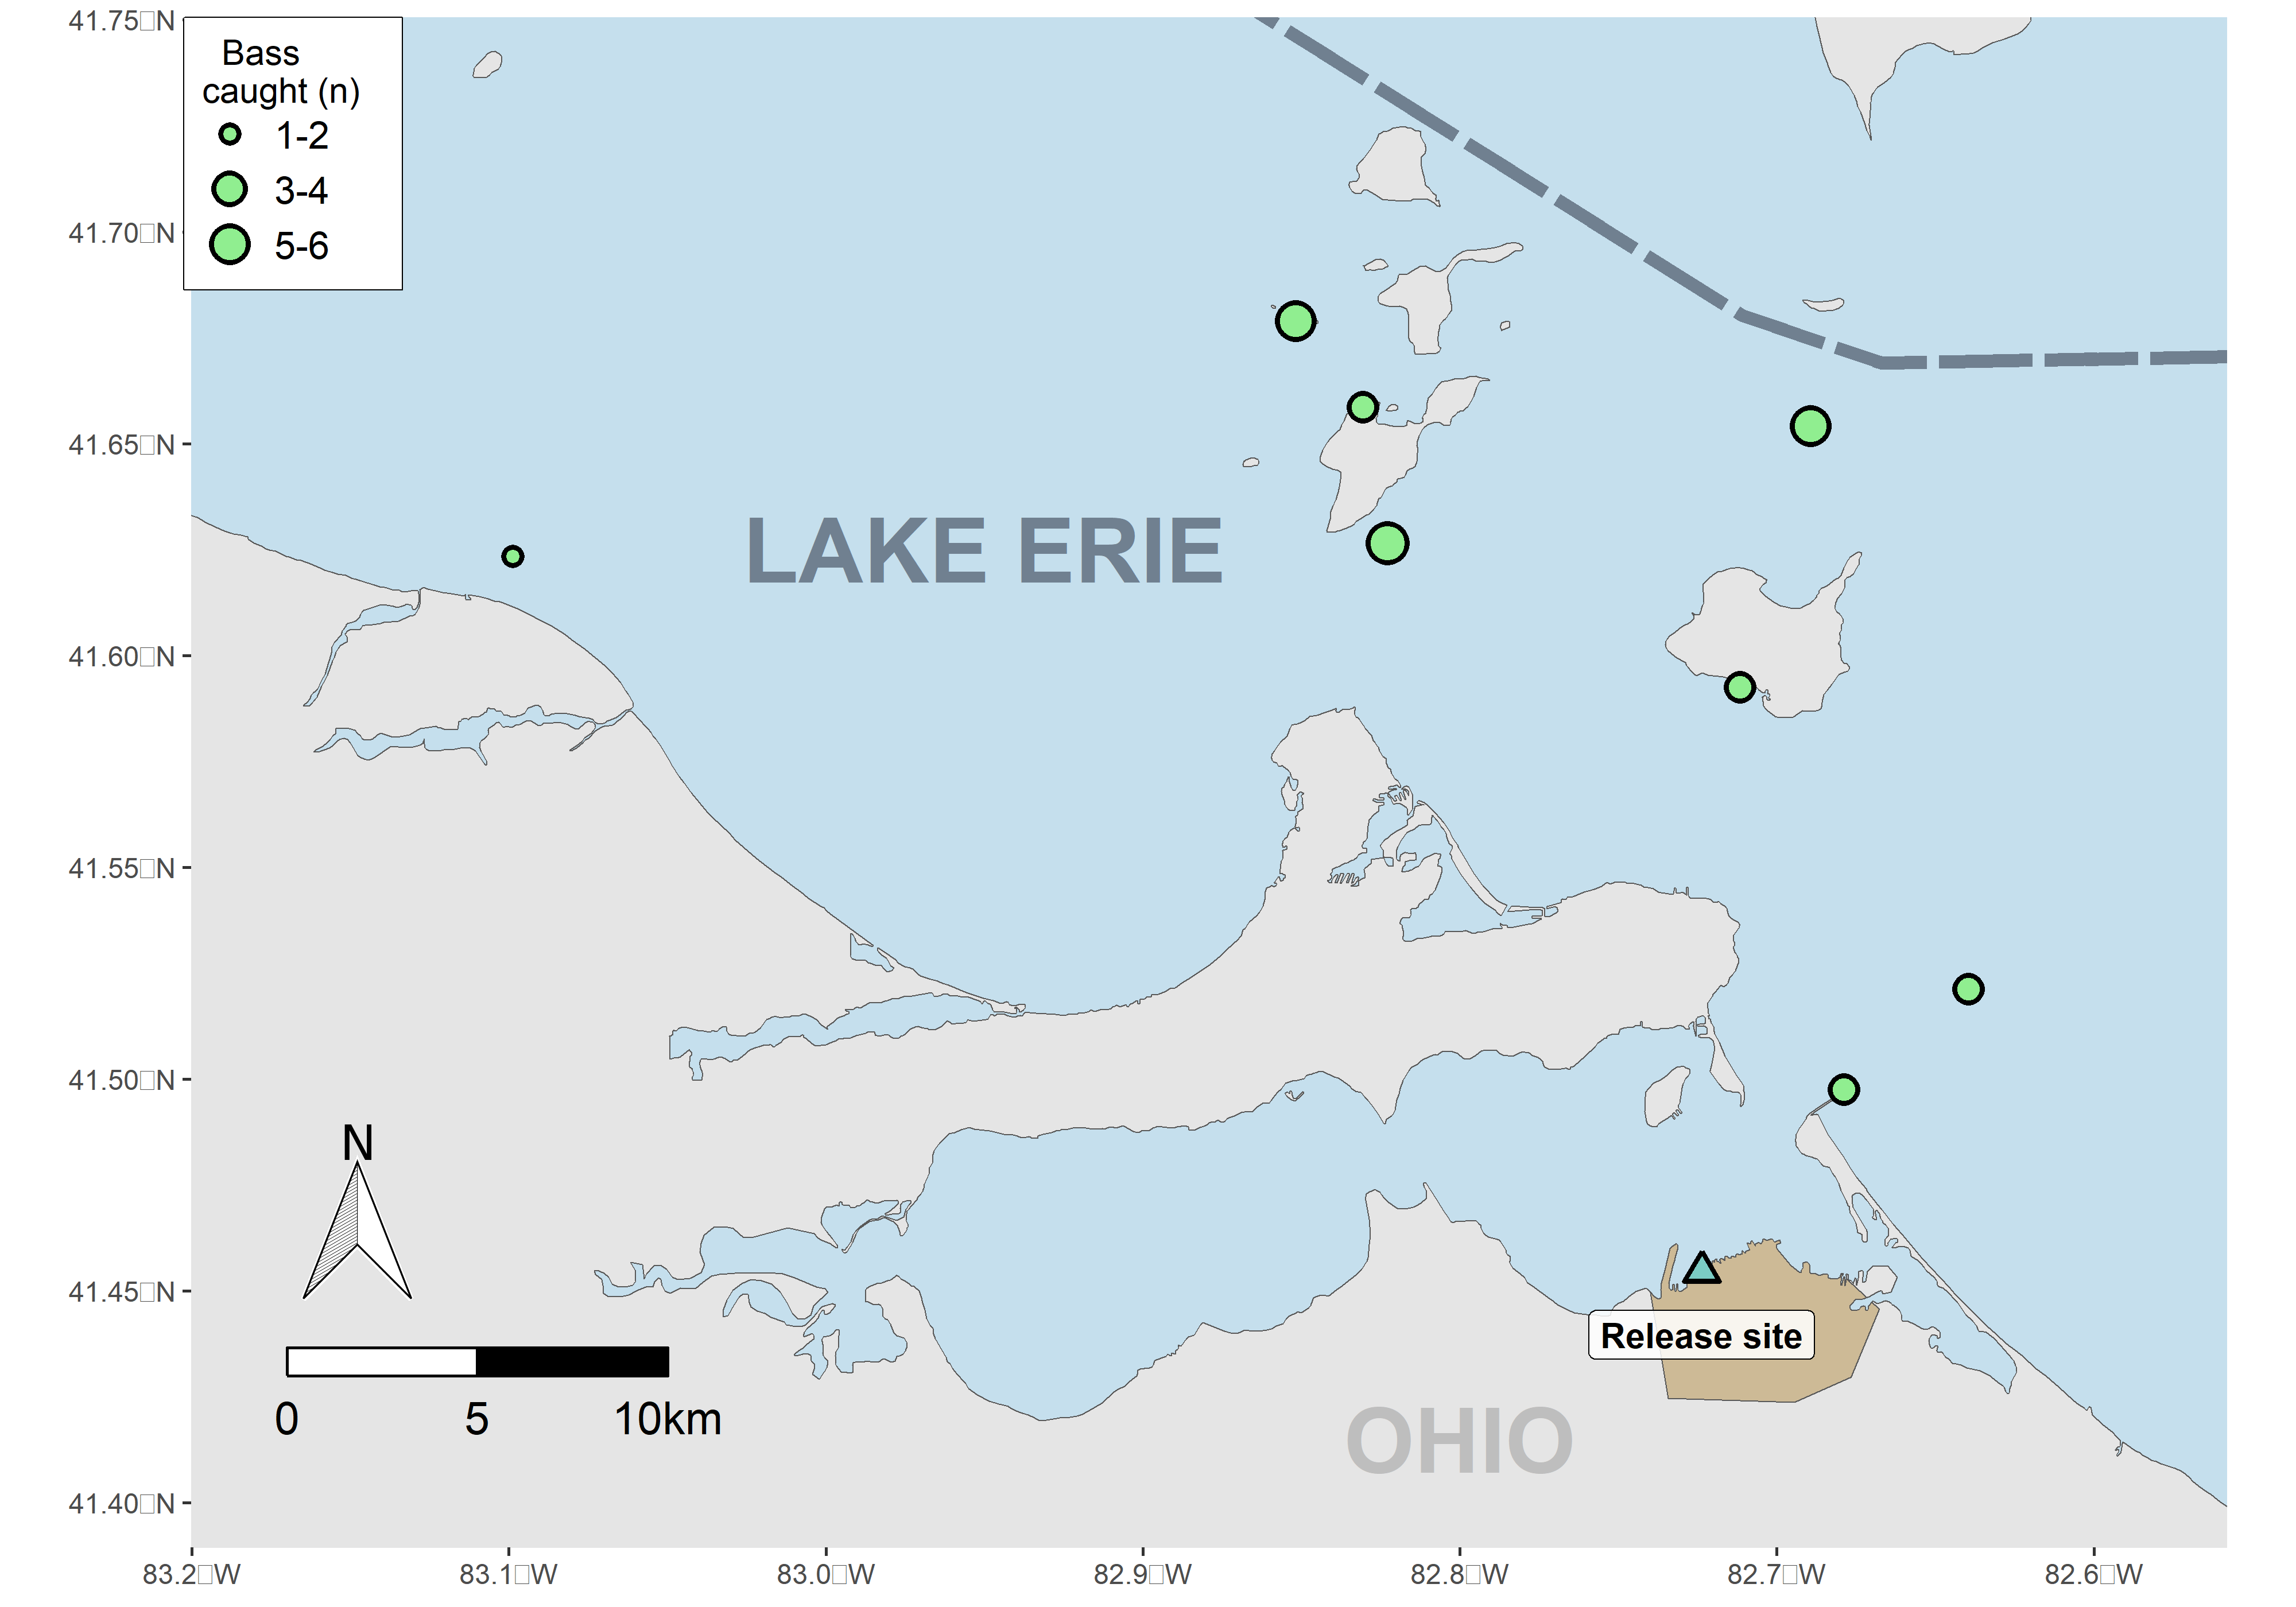 41.75□N
Bass
caught (n)
1-2
3-4
5-6
41.70□N
41.65□N
LAKE ERIE
41.60□N
41.55□N
41.50□N
N
41.45□N
Release site
0 5 10km
OHIO
41.40□N
83.2□W 83.1□W 83.0□W 82.9□W 82.8□W 82.7□W 82.6□W